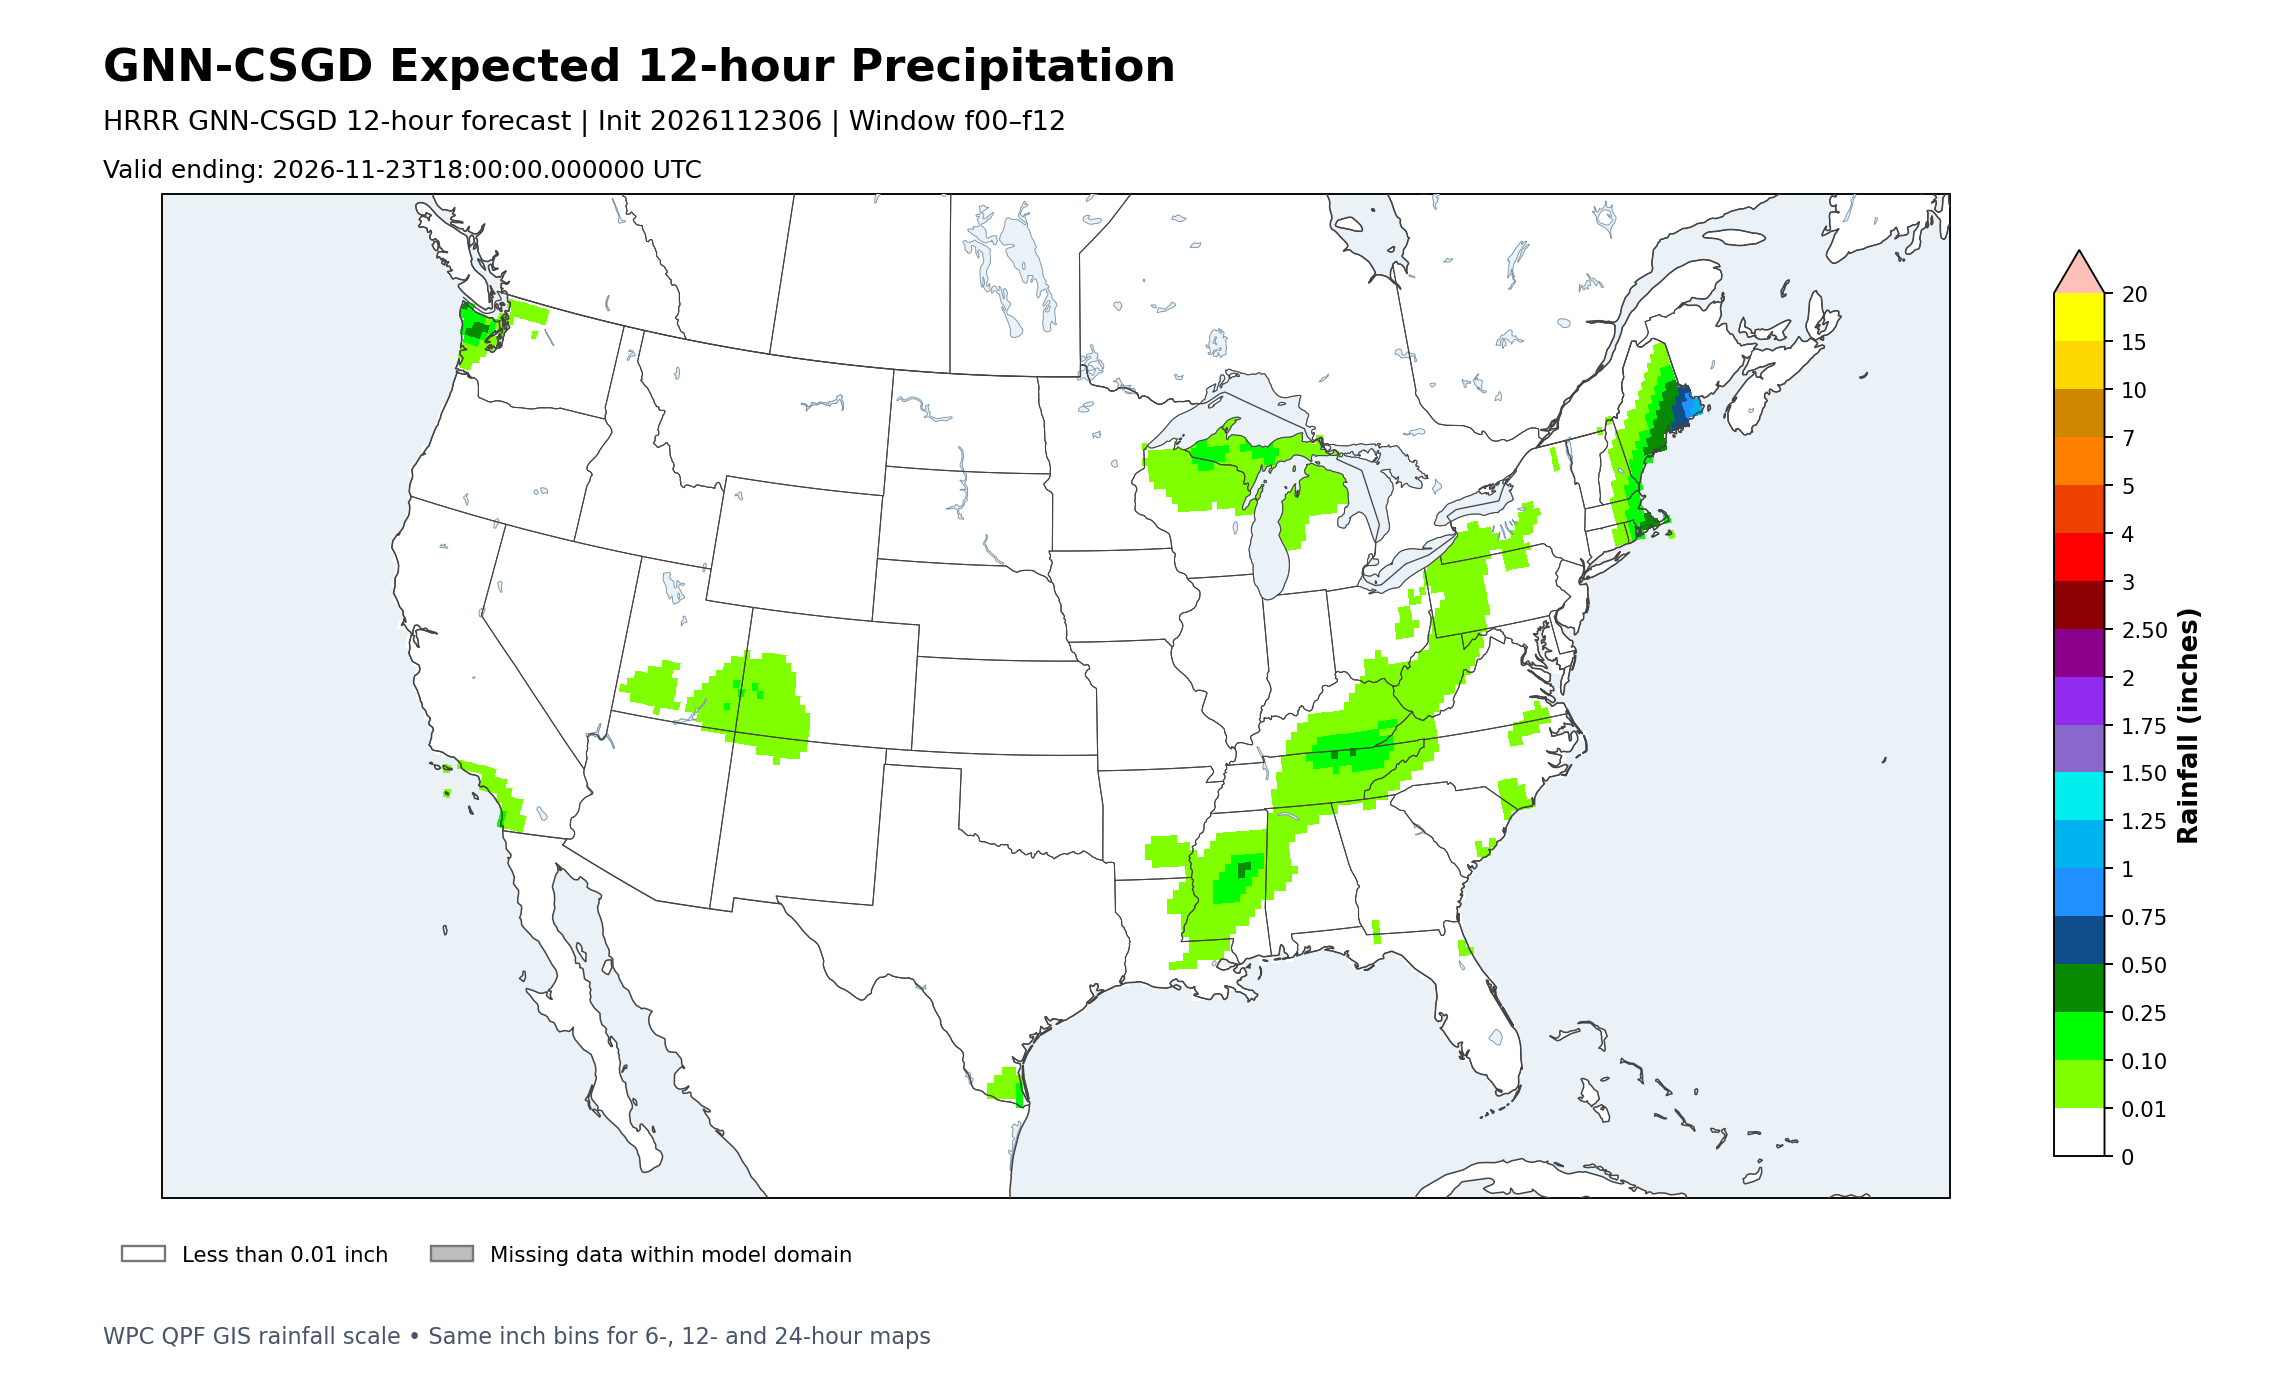 GNN-CSGD Expected 12-hour Precipitation
HRRR GNN-CSGD 12-hour forecast | Init 2026112306 | Window f00–f12
Valid ending: 2026-11-23T18:00:00.000000 UTC
20
15
10
7
5
4
3
2.50
2
1.75
1.50
1.25
1
0.75
0.50
0.25
0.10
0.01
0
Rainfall (inches)
Less than 0.01 inch
Missing data within model domain
WPC QPF GIS rainfall scale • Same inch bins for 6-, 12- and 24-hour maps